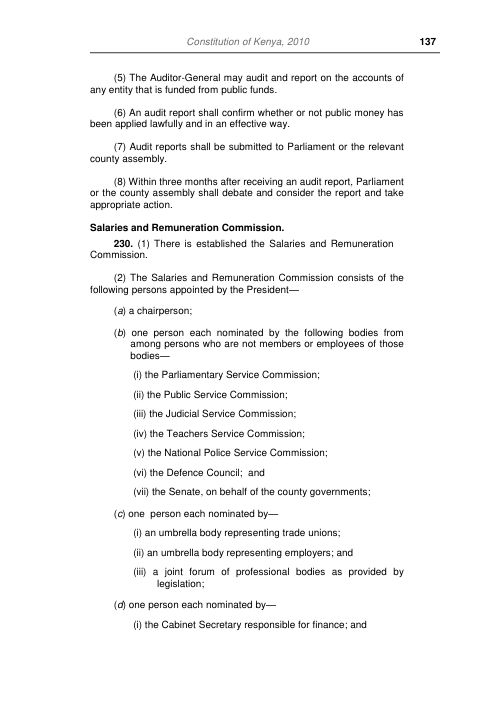 Constitution of Kenya, 2010 137
(5) The Auditor-General may audit and report on the accounts of
any entity that is funded from public funds.
(6) An audit report shall confirm whether or not public money has
been applied lawfully and in an effective way.
(7) Audit reports shall be submitted to Parliament or the relevant
county assembly.
(8) Within three months after receiving an audit report, Parliament
or the county assembly shall debate and consider the report and take
appropriate action.
Salaries and Remuneration Commission.
230. (1) There is established the Salaries and Remuneration
Commission.
(2) The Salaries and Remuneration Commission consists of the
following persons appointed by the President—
(a) a chairperson;
(b) one person each nominated by the following bodies from
among persons who are not members or employees of those
bodies—
(i) the Parliamentary Service Commission;
(ii) the Public Service Commission;
(iii) the Judicial Service Commission;
(iv) the Teachers Service Commission;
(v) the National Police Service Commission;
(vi) the Defence Council; and
(vii) the Senate, on behalf of the county governments;
(c) one person each nominated by—
(i) an umbrella body representing trade unions;
(ii) an umbrella body representing employers; and
(iii) a joint forum of professional bodies as provided by
legislation;
(d) one person each nominated by—
(i) the Cabinet Secretary responsible for finance; and